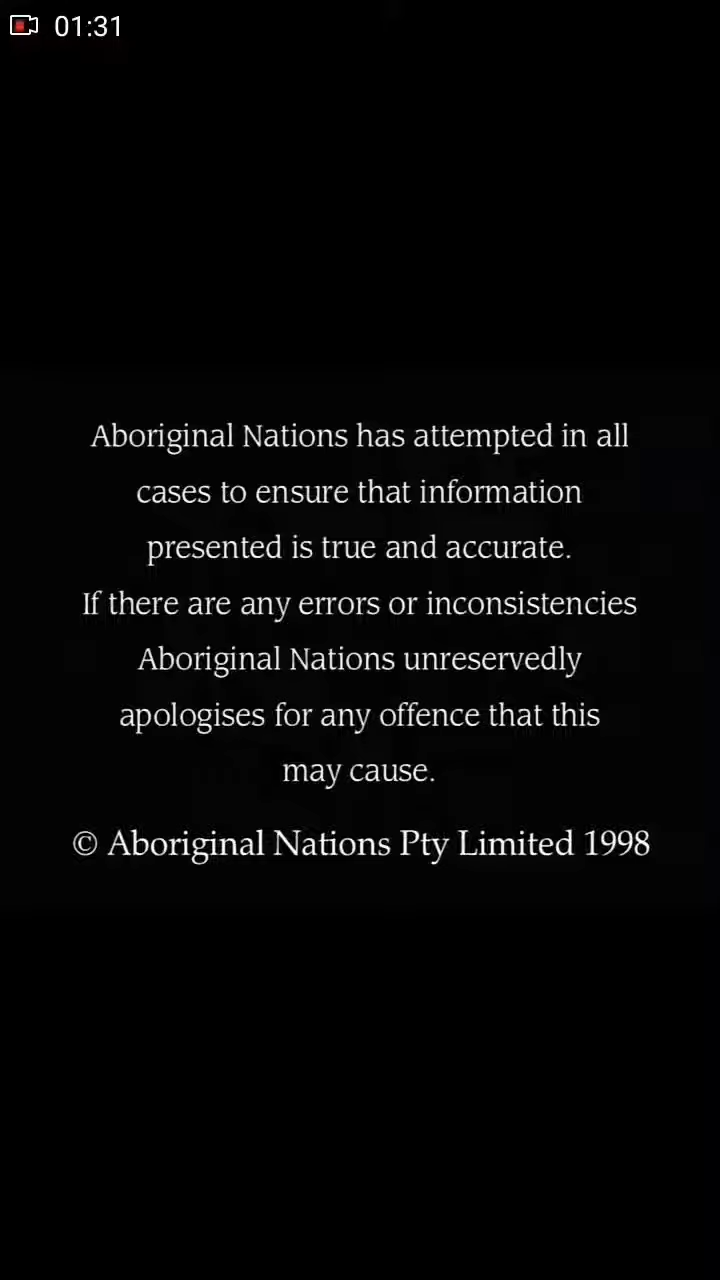 01:31
Aboriginal Nations has attempted in all
cases to ensure that information
presented is true and accurate.
If there are any errors or inconsistencies
Aboriginal Nations unreservedly
apologises for any offence that this
may cause.
© Aboriginal Nations Pty Limited 1998